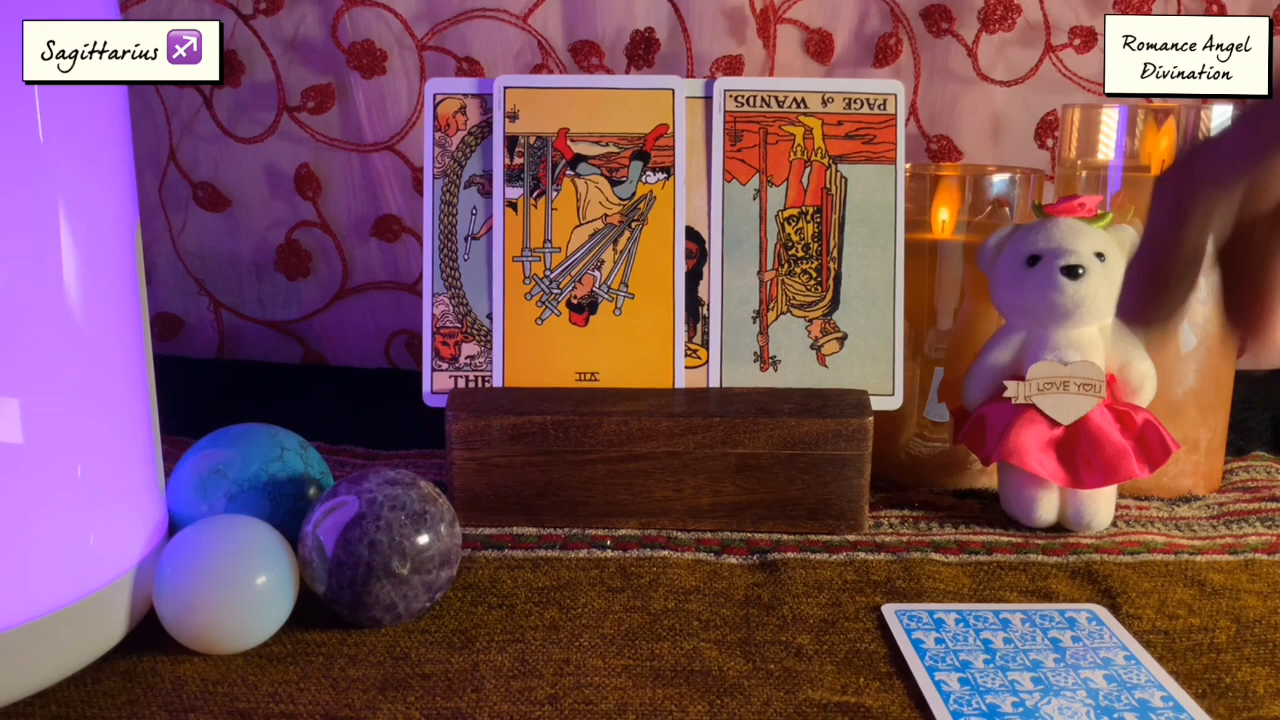 Sagittarius ♐
Romance Angel
Divination
PAGE of WANDS.
THE
VII
I LOVE YOU